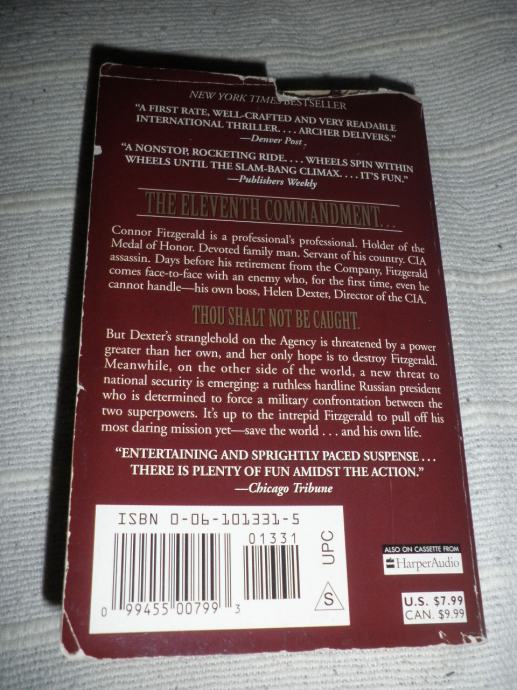 NEW YORK TIMES BESTSELLER
“A FIRST RATE, WELL-CRAFTED AND VERY READABLE
INTERNATIONAL THRILLER. . . . ARCHER DELIVERS.”
—Denver Post
“A NONSTOP, ROCKETING RIDE. . . . WHEELS SPIN WITHIN
WHEELS UNTIL THE SLAM-BANG CLIMAX. . . . IT’S FUN.”
—Publishers Weekly
THE ELEVENTH COMMANDMENT...
Connor Fitzgerald is a professional’s professional. Holder of the
Medal of Honor. Devoted family man. Servant of his country. CIA
assassin. Days before his retirement from the Company, Fitzgerald
comes face-to-face with an enemy who, for the first time, even he
cannot handle—his own boss, Helen Dexter, Director of the CIA.
THOU SHALT NOT BE CAUGHT.
But Dexter’s stranglehold on the Agency is threatened by a power
greater than her own, and her only hope is to destroy Fitzgerald.
Meanwhile, on the other side of the world, a new threat to
national security is emerging: a ruthless hardline Russian president
who is determined to force a military confrontation between the
two superpowers. It’s up to the intrepid Fitzgerald to pull off his
most daring mission yet—save the world . . . and his own life.
“ENTERTAINING AND SPRIGHTLY PACED SUSPENSE . . .
THERE IS PLENTY OF FUN AMIDST THE ACTION.”
—Chicago Tribune
ISBN 0-06-101331-5
01331
UPC
0 99455 00799 3
S
ALSO ON CASSETTE FROM
HarperAudio
U.S. $7.99
CAN. $9.99